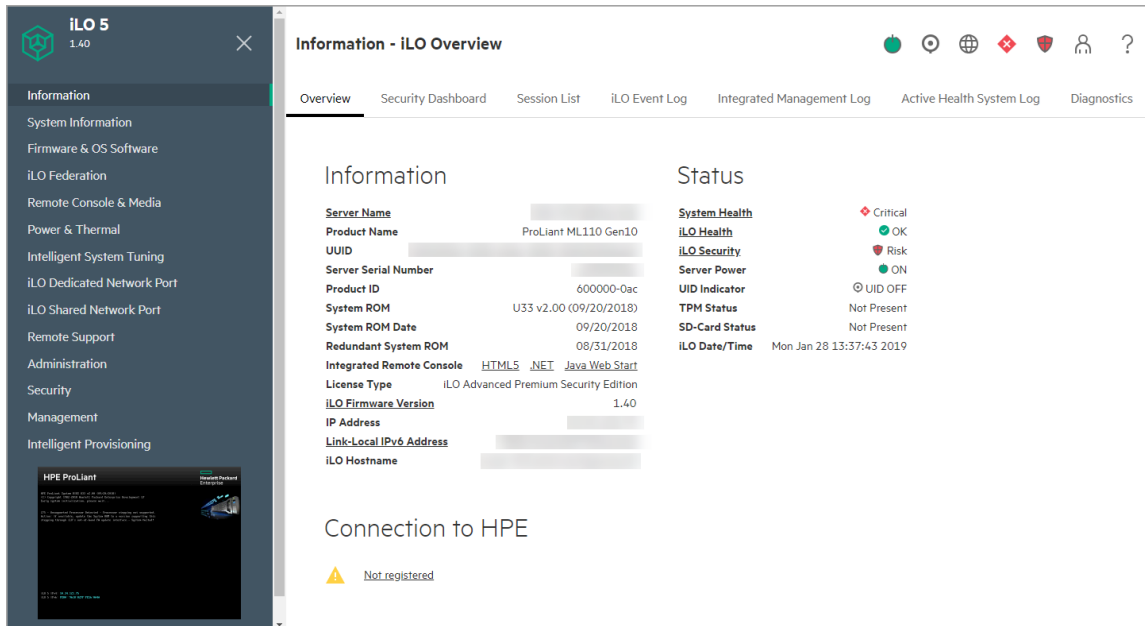 iLO 5
1.40
Information - iLO Overview
?
Overview Security Dashboard Session List iLO Event Log Integrated Management Log Active Health System Log Diagnostics
Information
System Information
Firmware & OS Software
iLO Federation
Remote Console & Media
Power & Thermal
Intelligent System Tuning
iLO Dedicated Network Port
iLO Shared Network Port
Remote Support
Administration
Security
Management
Intelligent Provisioning
HPE ProLiant
Hewlett Packard
Enterprise
Information
Server Name
Product Name ProLiant ML110 Gen10
UUID
Server Serial Number
Product ID 600000-0ac
System ROM U33 v2.00 (09/20/2018)
System ROM Date 09/20/2018
Redundant System ROM 08/31/2018
Integrated Remote Console HTML5 .NET Java Web Start
License Type iLO Advanced Premium Security Edition
iLO Firmware Version 1.40
IP Address
Link-Local IPv6 Address
iLO Hostname
Status
System Health Critical
iLO Health OK
iLO Security Risk
Server Power ON
UID Indicator UID OFF
TPM Status Not Present
SD-Card Status Not Present
iLO Date/Time Mon Jan 28 13:37:43 2019
Connection to HPE
Not registered